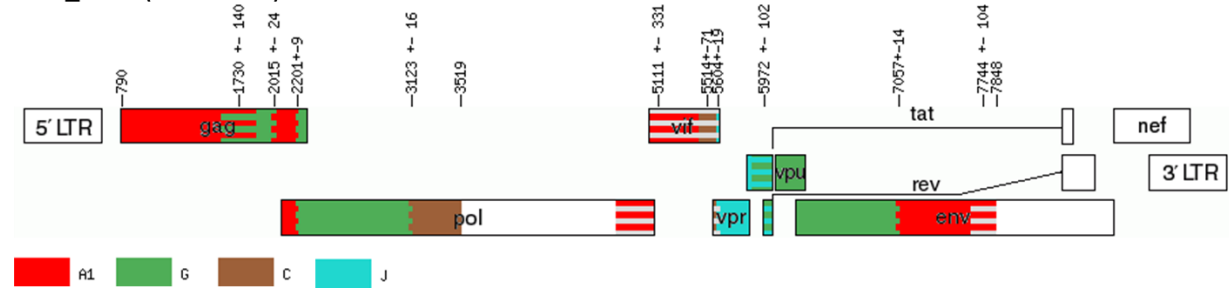 790
1730 +- 140
2015 +- 24
2201+-9
3123 +- 16
3519
5111 +- 331
5514+-71
5604+-19
5972 +- 102
7057+-14
7744 +- 104
7848
5´ LTR
gag
vif
tat
nef
vpu
3´ LTR
rev
pol
vpr
env
A1
G
C
J